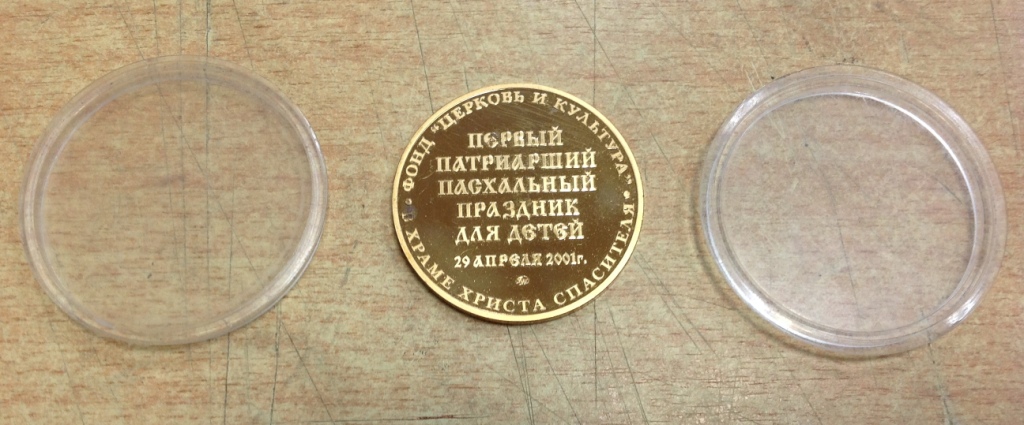 ФОНД "ЦЕРКОВЬ И КУЛЬТУРА"
ПЕРВЫЙ
ПАТРИАРШИЙ
ПАСХАЛЬНЫЙ
ПРАЗДНИК
ДЛЯ ДЕТЕЙ
29 АПРЕЛЯ 2001г.
В ХРАМЕ ХРИСТА СПАСИТЕЛЯ